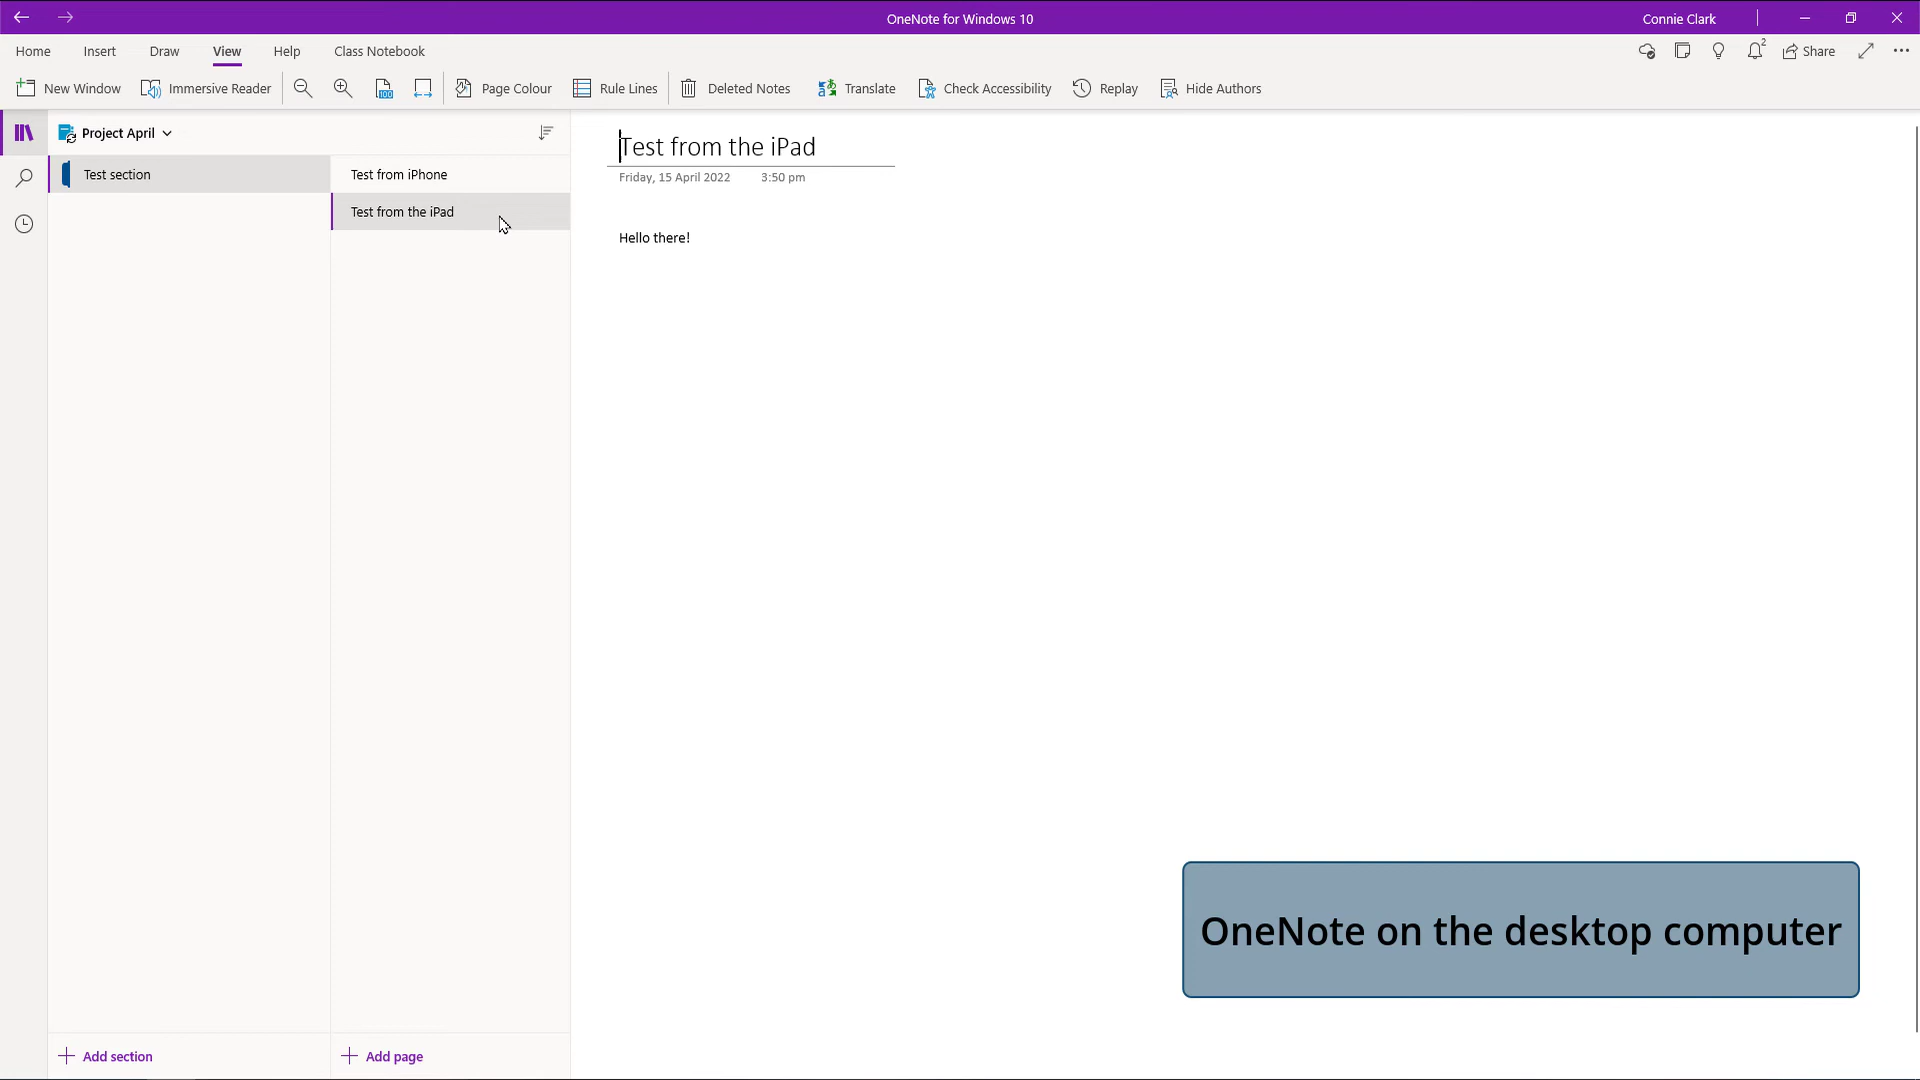 OneNote for Windows 10
Connie Clark
Home Insert Draw View Help Class Notebook
2
Share
New Window Immersive Reader 100 Page Colour Rule Lines Deleted Notes Translate Check Accessibility Replay Hide Authors
Project April
Test section
Test from iPhone
Test from the iPad
Test from the iPad
Friday, 15 April 2022 3:50 pm
Hello there!
OneNote on the desktop computer
Add section
Add page